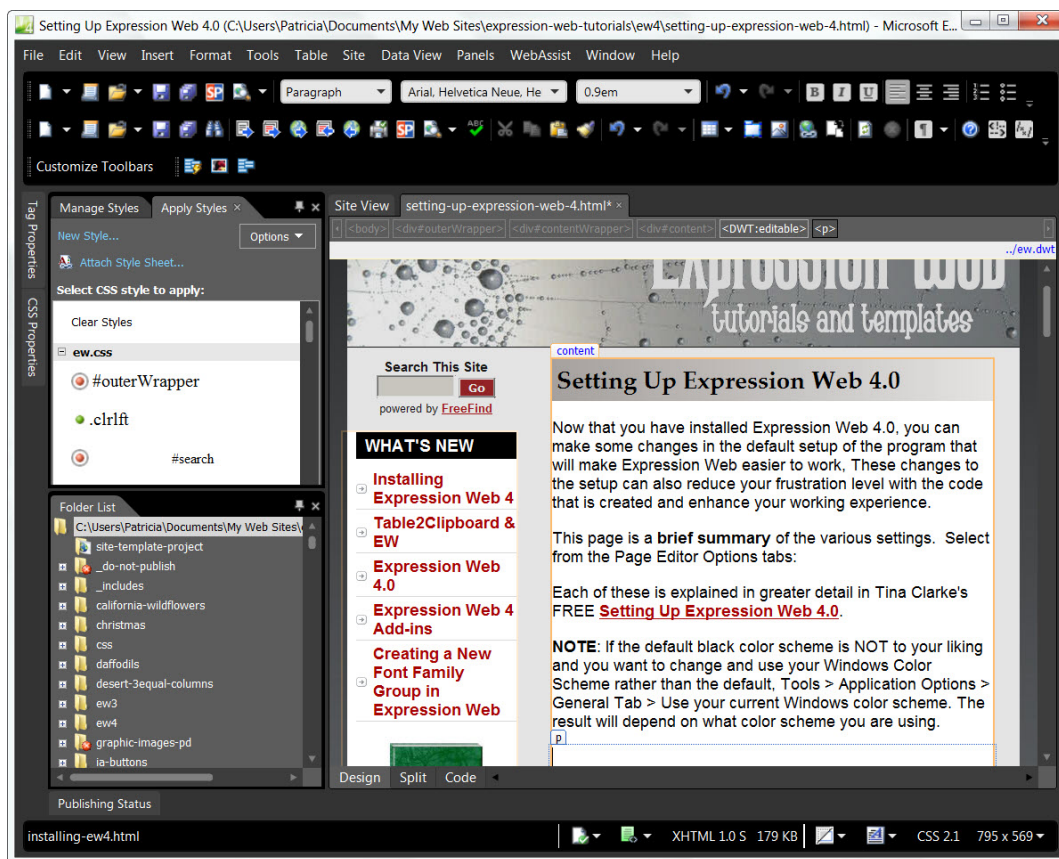 Setting Up Expression Web 4.0 (C:\Users\Patricia\Documents\My Web Sites\expression-web-tutorials\ew4\setting-up-expression-web-4.html) - Microsoft E...
File Edit View Insert Format Tools Table Site Data View Panels WebAssist Window Help
Paragraph Arial, Helvetica Neue, He 0.9em
Customize Toolbars
Tag Properties
CSS Properties
Manage Styles Apply Styles
New Style... Options
Attach Style Sheet...
Select CSS style to apply:
Clear Styles
ew.css
#outerWrapper
.clrlft
#search
Folder List
C:\Users\Patricia\Documents\My Web Sites\
site-template-project
_do-not-publish
_includes
california-wildflowers
christmas
css
daffodils
desert-3equal-columns
ew3
ew4
graphic-images-pd
ia-buttons
Publishing Status
Site View setting-up-expression-web-4.html*
<body> <div#outerWrapper> <div#contentWrapper> <div#content> <DWT:editable> <p>
../ew.dwt
Expression Web
tutorials and templates
Search This Site
Go
powered by FreeFind
WHAT'S NEW
Installing
Expression Web 4
Table2Clipboard &
EW
Expression Web
4.0
Expression Web 4
Add-ins
Creating a New
Font Family
Group in
Expression Web
content
Setting Up Expression Web 4.0
Now that you have installed Expression Web 4.0, you can
make some changes in the default setup of the program that
will make Expression Web easier to work, These changes to
the setup can also reduce your frustration level with the code
that is created and enhance your working experience.
This page is a brief summary of the various settings. Select
from the Page Editor Options tabs:
Each of these is explained in greater detail in Tina Clarke's
FREE Setting Up Expression Web 4.0.
NOTE: If the default black color scheme is NOT to your liking
and you want to change and use your Windows Color
Scheme rather than the default, Tools > Application Options >
General Tab > Use your current Windows color scheme. The
result will depend on what color scheme you are using.
p
Design Split Code
installing-ew4.html XHTML 1.0 S 179 KB CSS 2.1 795 x 569